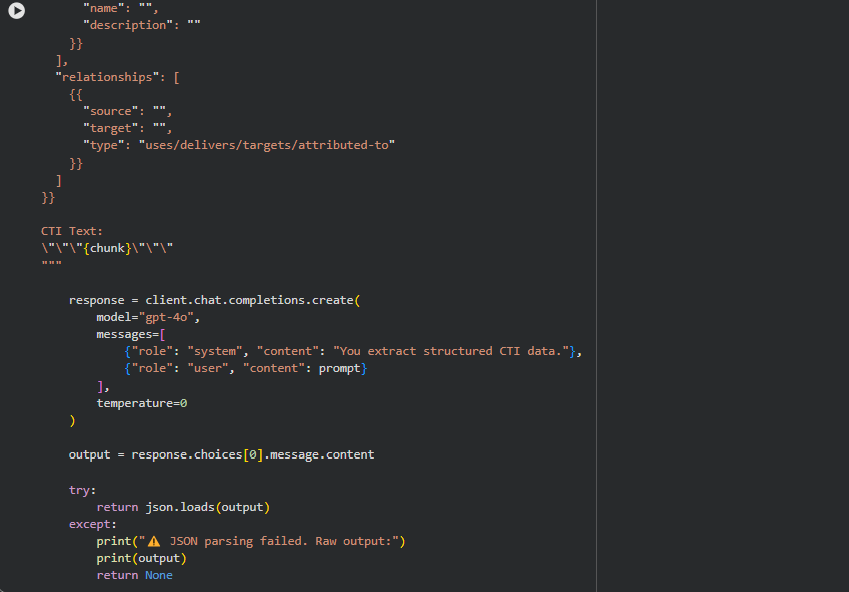 "name": "",
"description": ""
}}
],
"relationships": [
{{
"source": "",
"target": "",
"type": "uses/delivers/targets/attributed-to"
}}
]
}}
CTI Text:
\"\"\"{chunk}\"\"\"
"""
response = client.chat.completions.create(
model="gpt-4o",
messages=[
{"role": "system", "content": "You extract structured CTI data."},
{"role": "user", "content": prompt}
],
temperature=0
)
output = response.choices[0].message.content
try:
return json.loads(output)
except:
print("⚠️ JSON parsing failed. Raw output:")
print(output)
return None